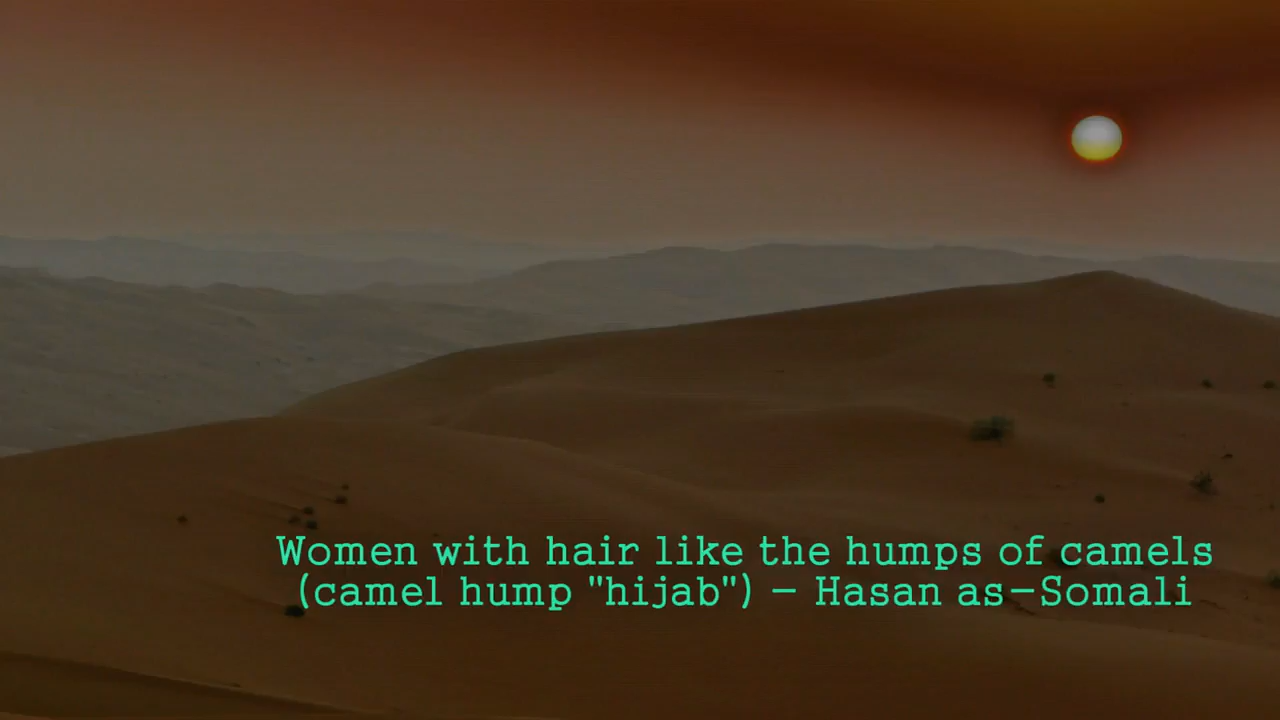 Women with hair like the humps of camels
(camel hump "hijab") - Hasan as-Somali